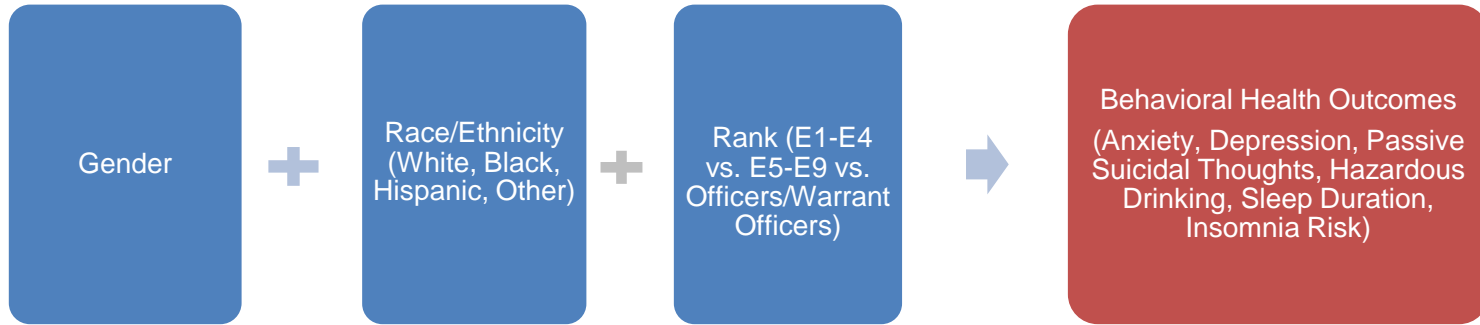 Gender
Race/Ethnicity
(White, Black,
Hispanic, Other)
Rank (E1-E4
vs. E5-E9 vs.
Officers/Warrant
Officers)
Behavioral Health Outcomes
(Anxiety, Depression, Passive
Suicidal Thoughts, Hazardous
Drinking, Sleep Duration,
Insomnia Risk)